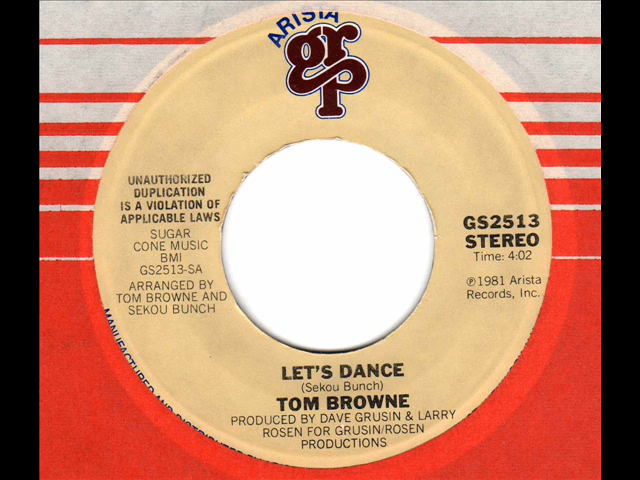 ARISTA
grp
UNAUTHORIZED
DUPLICATION
IS A VIOLATION OF
APPLICABLE LAWS
SUGAR
CONE MUSIC
BMI
GS2513-SA
ARRANGED BY
TOM BROWNE AND
SEKOU BUNCH
GS2513
STEREO
Time: 4:02
℗1981 Arista
Records, Inc.
LET'S DANCE
(Sekou Bunch)
TOM BROWNE
PRODUCED BY DAVE GRUSIN & LARRY
ROSEN FOR GRUSIN/ROSEN
PRODUCTIONS
MANUFACTURED AND